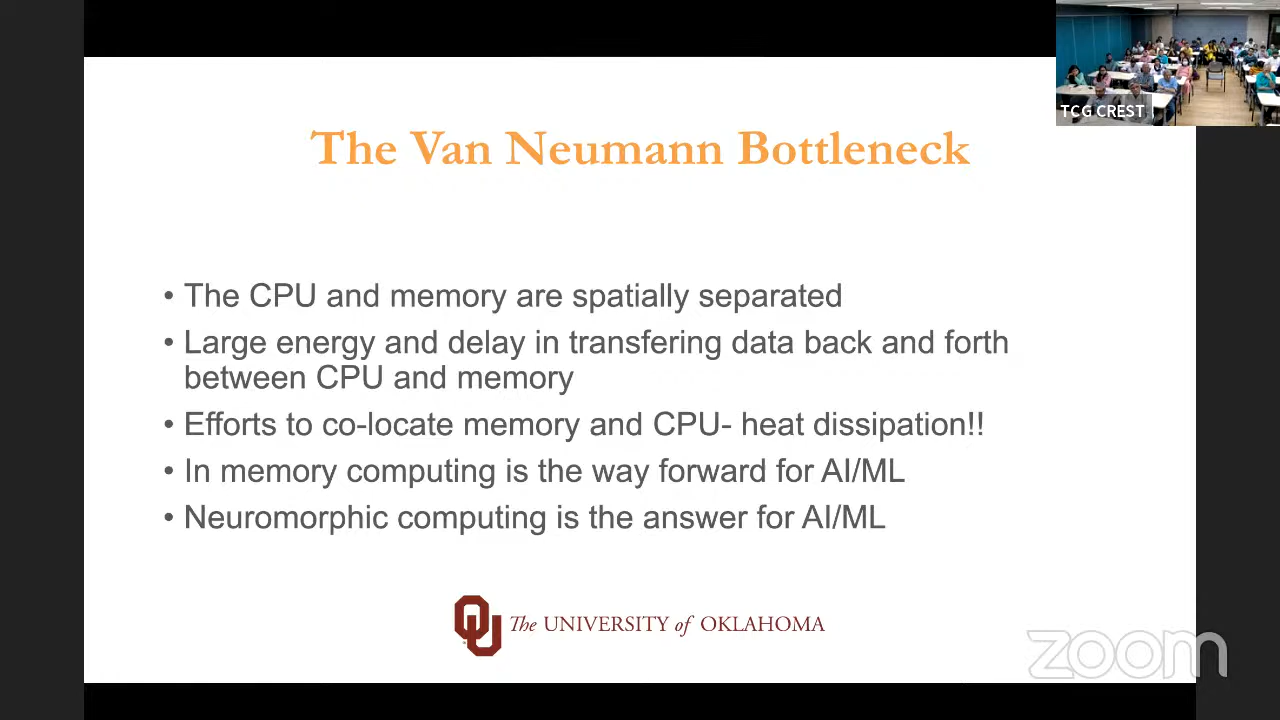 TCG CREST
The Van Neumann Bottleneck
• The CPU and memory are spatially separated
• Large energy and delay in transfering data back and forth
between CPU and memory
• Efforts to co-locate memory and CPU- heat dissipation!!
• In memory computing is the way forward for AI/ML
• Neuromorphic computing is the answer for AI/ML
OU The UNIVERSITY of OKLAHOMA
zoom